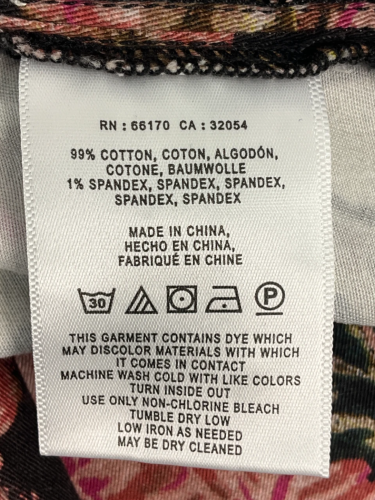 RN : 66170 CA : 32054
99% COTTON, COTON, ALGODÓN,
COTONE, BAUMWOLLE
1% SPANDEX, SPANDEX, SPANDEX,
SPANDEX, SPANDEX
MADE IN CHINA,
HECHO EN CHINA,
FABRIQUÉ EN CHINE
30 P
THIS GARMENT CONTAINS DYE WHICH
MAY DISCOLOR MATERIALS WITH WHICH
IT COMES IN CONTACT
MACHINE WASH COLD WITH LIKE COLORS
TURN INSIDE OUT
USE ONLY NON-CHLORINE BLEACH
TUMBLE DRY LOW
LOW IRON AS NEEDED
MAY BE DRY CLEANED